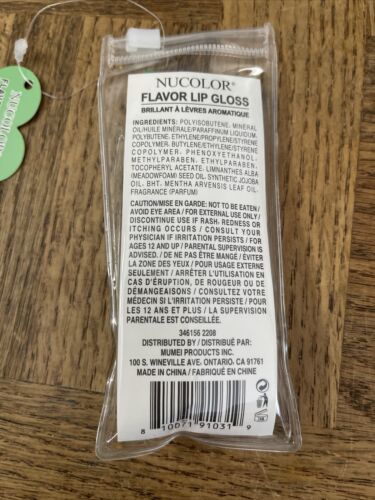 NUCOLOR®
FLAVOR LIP GLOSS
BRILLANT À LÈVRES AROMATIQUE
INGREDIENTS: POLYISOBUTENE, MINERAL
OIL/HUILE MINÉRALE/PARAFFINUM LIQUIDUM,
POLYBUTENE, ETHYLENE/PROPYLENE/STYRENE
COPOLYMER, BUTYLENE/ETHYLENE/STYRENE
COPOLYMER, PHENOXYETHANOL,
METHYLPARABEN, ETHYLPARABEN,
TOCOPHERYL ACETATE, LIMNANTHES ALBA
(MEADOWFOAM) SEED OIL, SYNTHETIC JOJOBA
OIL, BHT, MENTHA ARVENSIS LEAF OIL,
FRAGRANCE (PARFUM)
CAUTION/MISE EN GARDE: NOT TO BE EATEN/
AVOID EYE AREA/ FOR EXTERNAL USE ONLY/
DISCONTINUE USE IF RASH, REDNESS OR
ITCHING OCCURS / CONSULT YOUR
PHYSICIAN IF IRRITATION PERSISTS / FOR
AGES 12 AND UP / PARENTAL SUPERVISION IS
ADVISED. / DE NE PAS ÊTRE MANGÉ / ÉVITER
LA ZONE DES YEUX / POUR USAGE EXTERNE
SEULEMENT / ARRÊTER L'UTILISATION EN
CAS D'ÉRUPTION, DE ROUGEUR OU DE
DÉMANGEAISONS / CONSULTEZ VOTRE
MÉDECIN SI L'IRRITATION PERSISTE / POUR
LES 12 ANS ET PLUS / LA SUPERVISION
PARENTALE EST CONSEILLÉE.
346156 2208
DISTRIBUTED BY / DISTRIBUÉ PAR:
MUMEI PRODUCTS INC.
100 S. WINEVILLE AVE. ONTARIO, CA 91761
MADE IN CHINA / FABRIQUÉ EN CHINE
8 10071 91031 9
NUCOLOR